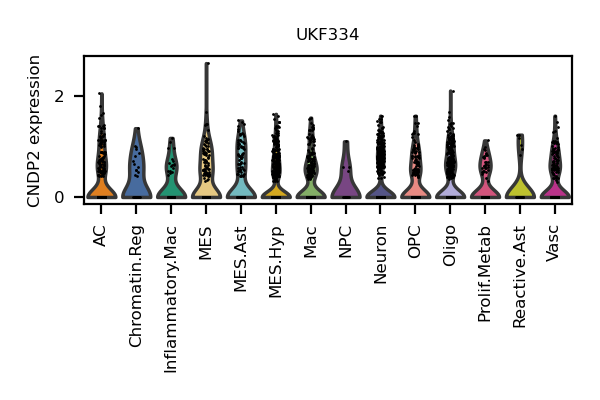 UKF334
CNDP2 expression
2
0
AC
Chromatin.Reg
Inflammatory.Mac
MES
MES.Ast
MES.Hyp
Mac
NPC
Neuron
OPC
Oligo
Prolif.Metab
Reactive.Ast
Vasc